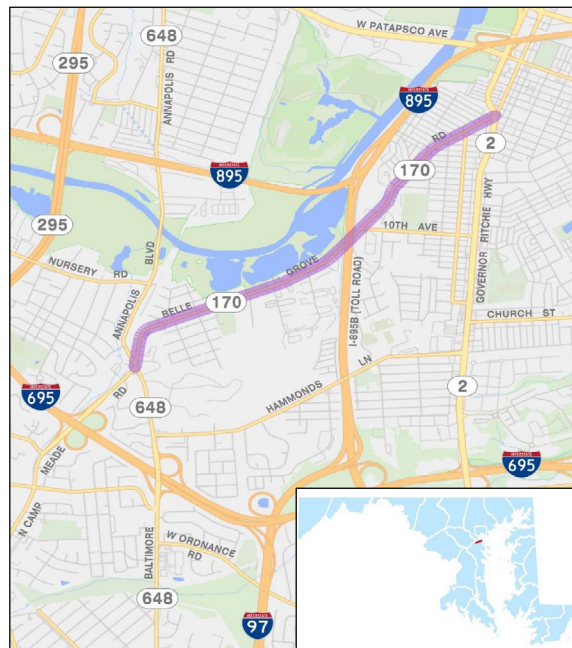 W PATAPSCO AVE
648
295
ANNAPOLIS RD
INTERSTATE
895
RD
2
170
INTERSTATE
895
295
10TH AVE
GOVERNOR RITCHIE HWY
NURSERY RD
BLVD
GROVE
ANNAPOLIS
BELLE
170
I-895B (TOLL ROAD)
CHURCH ST
HAMMONDS LN
INTERSTATE
695
RD
648
2
MEADE
INTERSTATE
695
N CAMP
W ORDNANCE RD
BALTIMORE
648
INTERSTATE
97